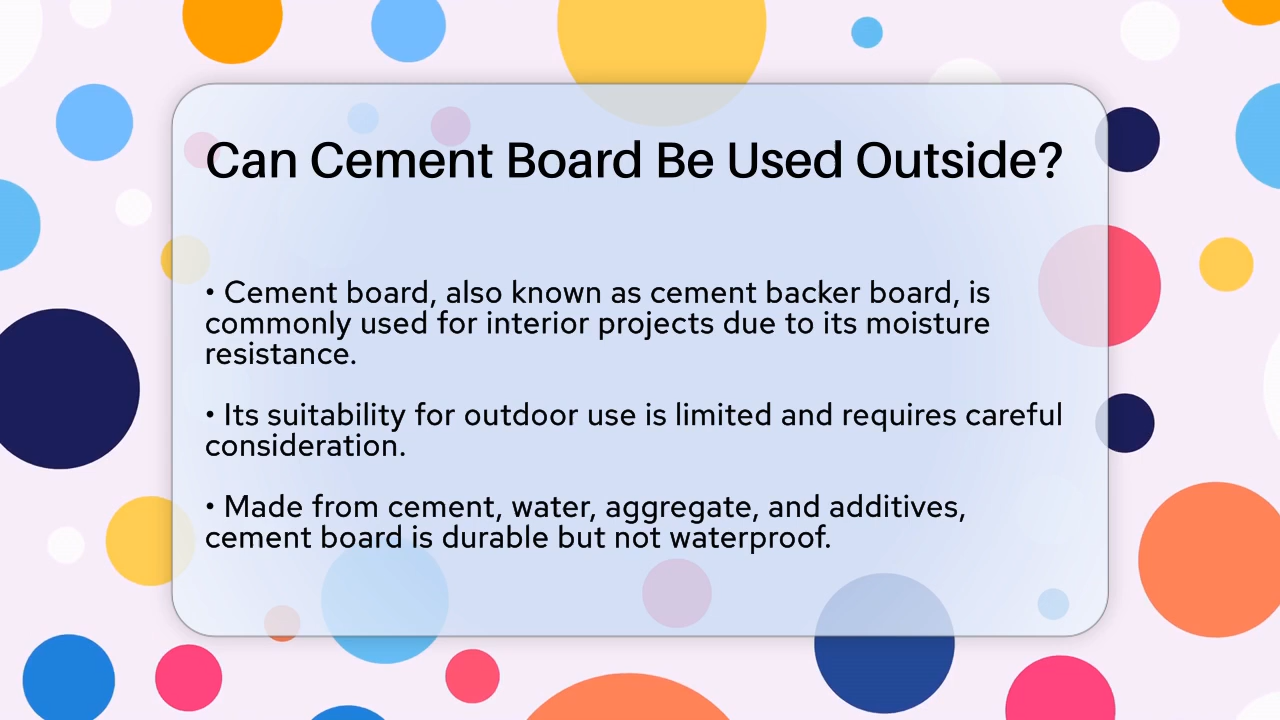 Can Cement Board Be Used Outside?
• Cement board, also known as cement backer board, is
commonly used for interior projects due to its moisture
resistance.
• Its suitability for outdoor use is limited and requires careful
consideration.
• Made from cement, water, aggregate, and additives,
cement board is durable but not waterproof.